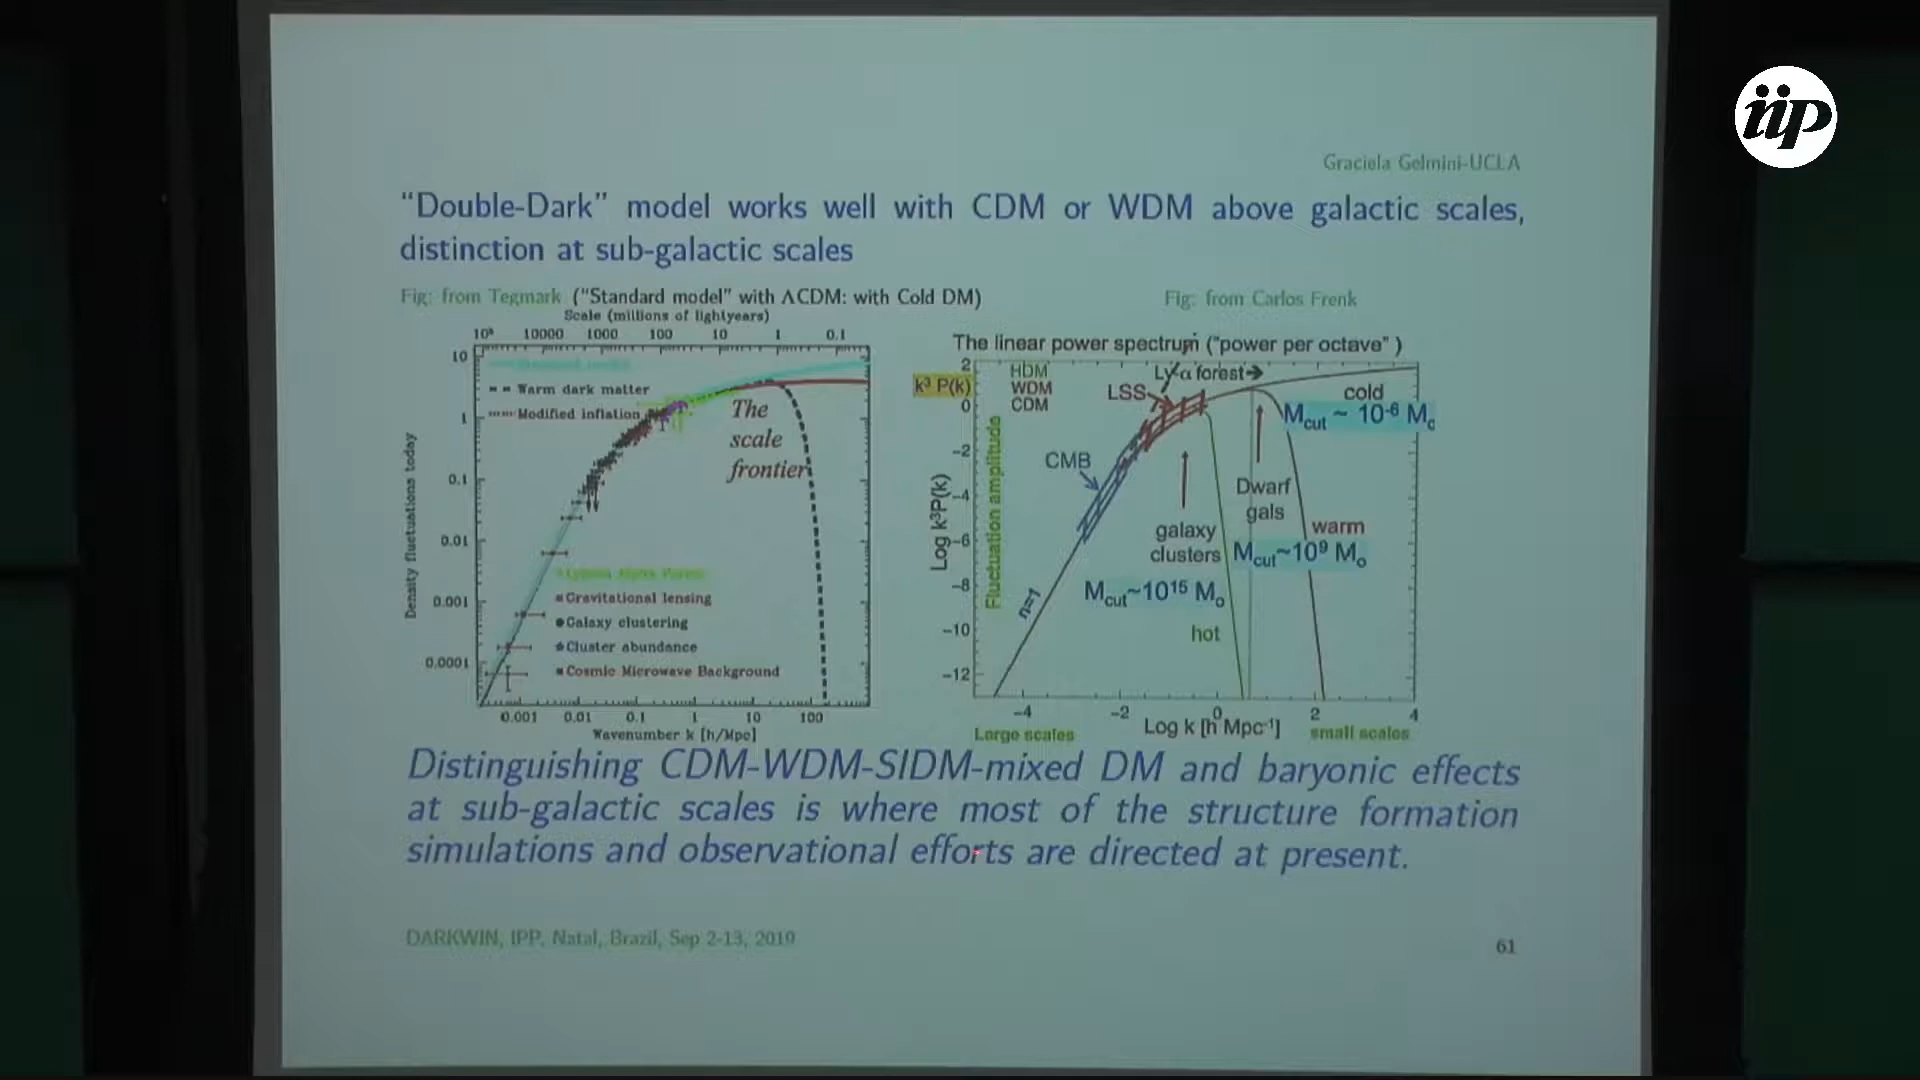 iip
Graciela Gelmini-UCLA
“Double-Dark” model works well with CDM or WDM above galactic scales,
distinction at sub-galactic scales
Fig: from Tegmark (“Standard model” with ΛCDM: with Cold DM)
Fig: from Carlos Frenk
Scale (millions of lightyears)
10000 1000 100 10 1 0.1
10
1
0.1
0.01
0.001
0.0001
Density fluctuations today
Warm dark matter
Modified inflation
The
scale
frontier
Lyman Alpha Forest
Gravitational lensing
Galaxy clustering
Cluster abundance
Cosmic Microwave Background
0.001 0.01 0.1 1 10 100
Wavenumber k [h/Mpc]
The linear power spectrum (“power per octave” )
k³ P(k)
Log k³P(k)
Fluctuation amplitude
2
0
-2
-4
-6
-8
-10
-12
HDM
WDM
CDM
Ly-α forest
LSS
cold
Mcut ~ 10⁻⁶ M
CMB
Dwarf
gals
galaxy
clusters
warm
Mcut~10⁹ Mo
Mcut~10¹⁵ Mo
n=1
hot
-4 -2 0 2 4
Large scales
Log k [h Mpc⁻¹]
small scales
Distinguishing CDM-WDM-SIDM-mixed DM and baryonic effects
at sub-galactic scales is where most of the structure formation
simulations and observational efforts are directed at present.
DARKWIN, IPP, Natal, Brazil, Sep 2-13, 2019
61